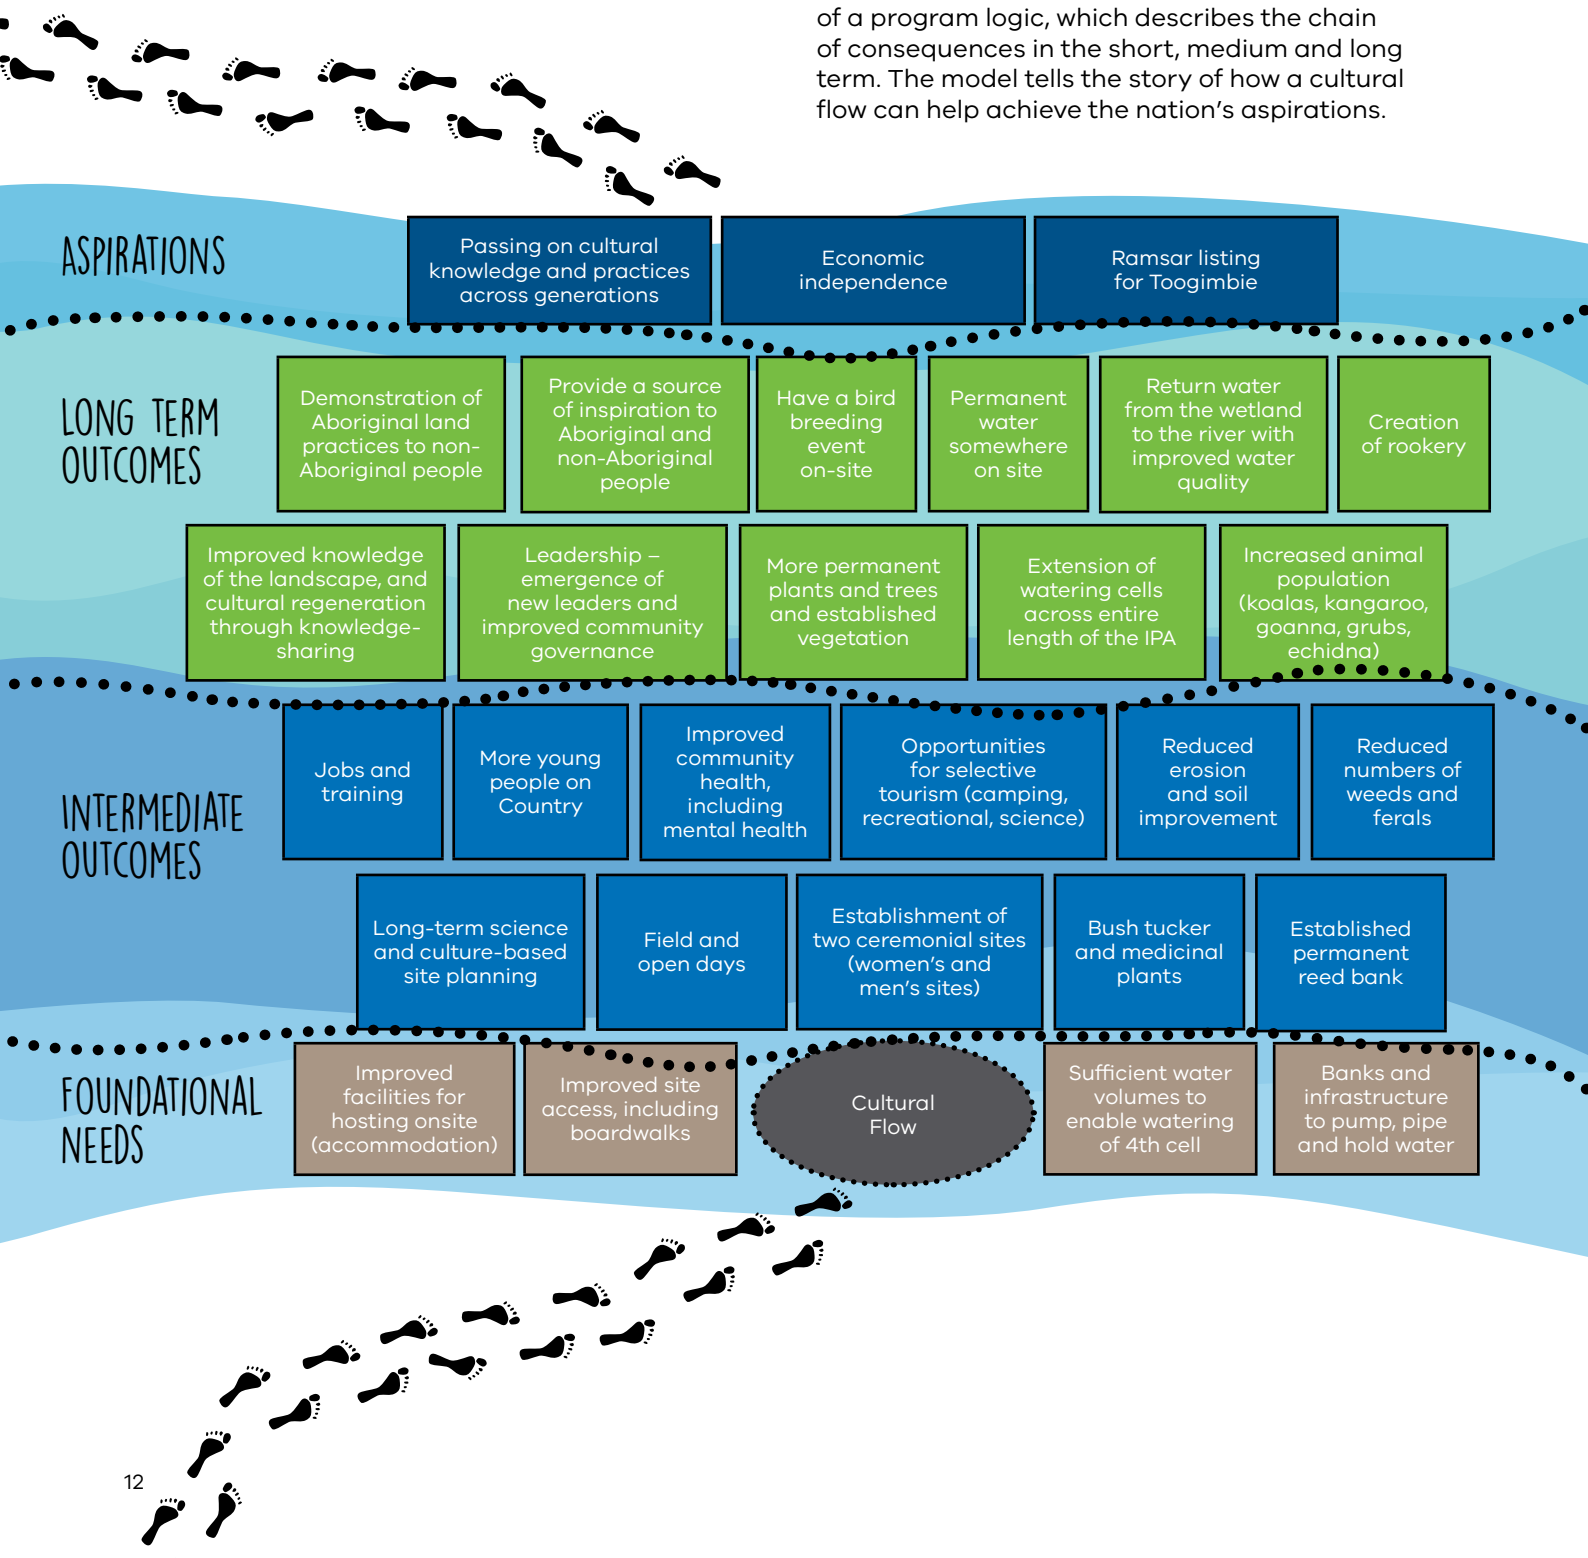 of a program logic, which describes the chain
of consequences in the short, medium and long
term. The model tells the story of how a cultural
flow can help achieve the nation's aspirations.
ASPIRATIONS
Passing on cultural
knowledge and practices
across generations
Economic
independence
Ramsar listing
for Toogimbie
LONG TERM
OUTCOMES
Demonstration of
Aboriginal land
practices to non-
Aboriginal people
Provide a source
of inspiration to
Aboriginal and
non-Aboriginal
people
Have a bird
breeding
event
on-site
Permanent
water
somewhere
on site
Return water
from the wetland
to the river with
improved water
quality
Creation
of rookery
Improved knowledge
of the landscape, and
cultural regeneration
through knowledge-
sharing
Leadership –
emergence of
new leaders and
improved community
governance
More permanent
plants and trees
and established
vegetation
Extension of
watering cells
across entire
length of the IPA
Increased animal
population
(koalas, kangaroo,
goanna, grubs,
echidna)
INTERMEDIATE
OUTCOMES
Jobs and
training
More young
people on
Country
Improved
community
health,
including
mental health
Opportunities
for selective
tourism (camping,
recreational, science)
Reduced
erosion
and soil
improvement
Reduced
numbers of
weeds and
ferals
Long-term science
and culture-based
site planning
Field and
open days
Establishment of
two ceremonial sites
(women's and
men's sites)
Bush tucker
and medicinal
plants
Established
permanent
reed bank
FOUNDATIONAL
NEEDS
Improved
facilities for
hosting onsite
(accommodation)
Improved site
access, including
boardwalks
Cultural
Flow
Sufficient water
volumes to
enable watering
of 4th cell
Banks and
infrastructure
to pump, pipe
and hold water
12